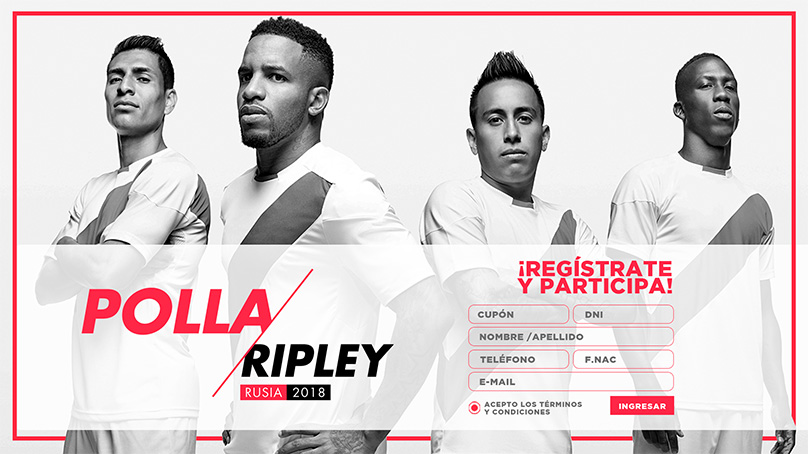 POLLA
RIPLEY
RUSIA 2018
¡REGÍSTRATE
Y PARTICIPA!
CUPÓN
DNI
NOMBRE /APELLIDO
TELÉFONO
F.NAC
E-MAIL
ACEPTO LOS TÉRMINOS
Y CONDICIONES
INGRESAR